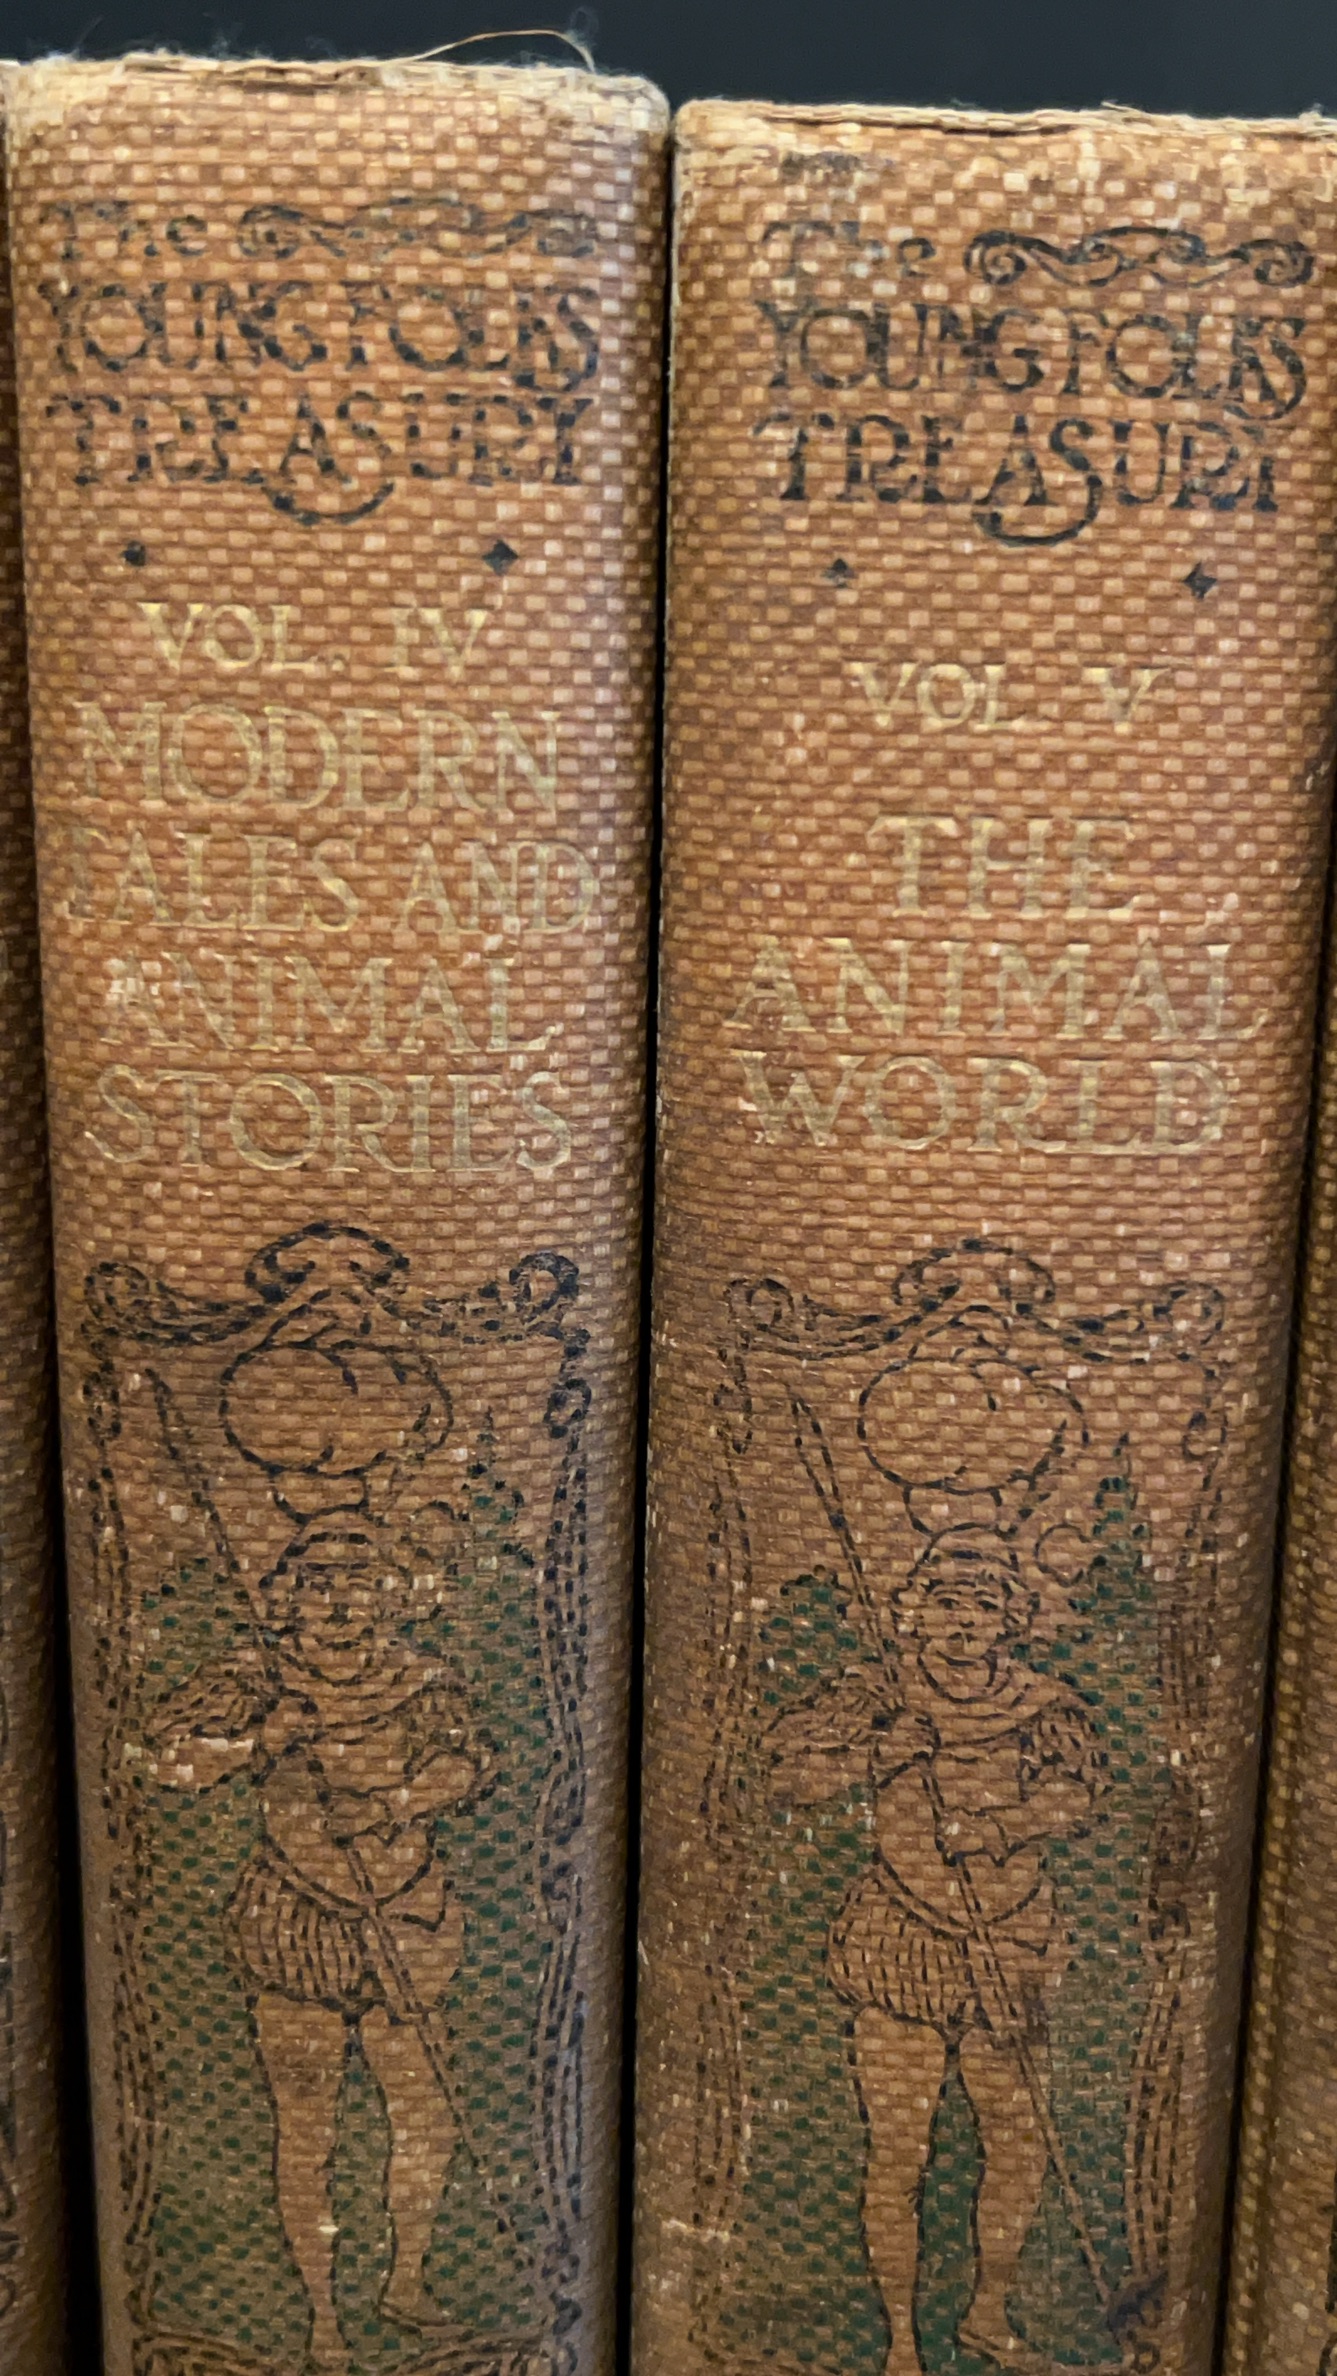 The
YOUNG FOLKS
TREASURY
VOL. IV
MODERN
TALES AND
ANIMAL
STORIES
The
YOUNG FOLKS
TREASURY
VOL V
THE
ANIMAL
WORLD